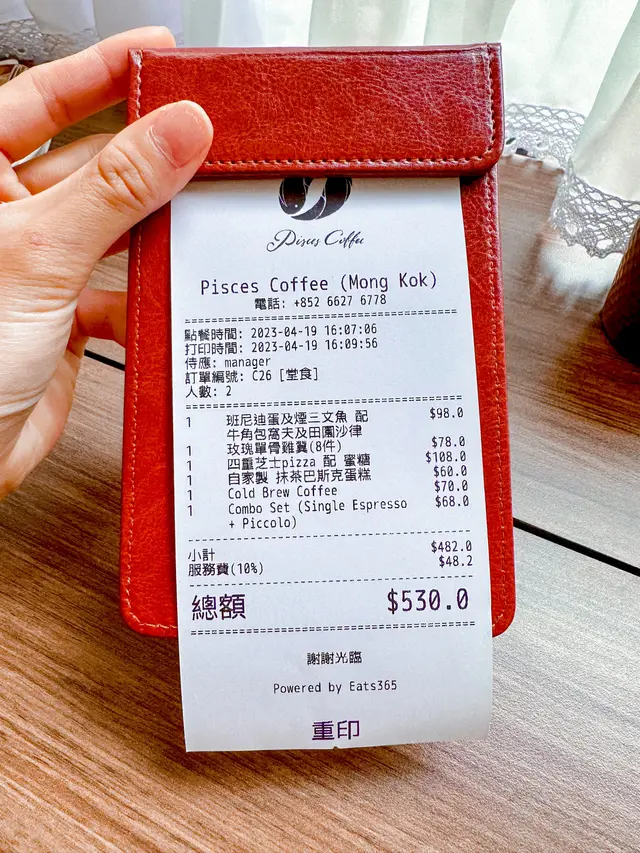 Pisces Coffee
Pisces Coffee (Mong Kok)
電話: +852 6627 6778
點餐時間: 2023-04-19 16:07:06
打印時間: 2023-04-19 16:09:56
侍應: manager
訂單編號: C26 [堂食]
人數: 2
1 班尼迪蛋及煙三文魚 配 $98.0
牛角包窩夫及田園沙律
1 玫瑰單骨雞翼(8件) $78.0
1 四重芝士pizza 配 蜜糖 $108.0
1 自家製 抹茶巴斯克蛋糕 $60.0
1 Cold Brew Coffee $70.0
1 Combo Set (Single Espresso $68.0
+ Piccolo)
小計 $482.0
服務費(10%) $48.2
總額 $530.0
謝謝光臨
Powered by Eats365
重印